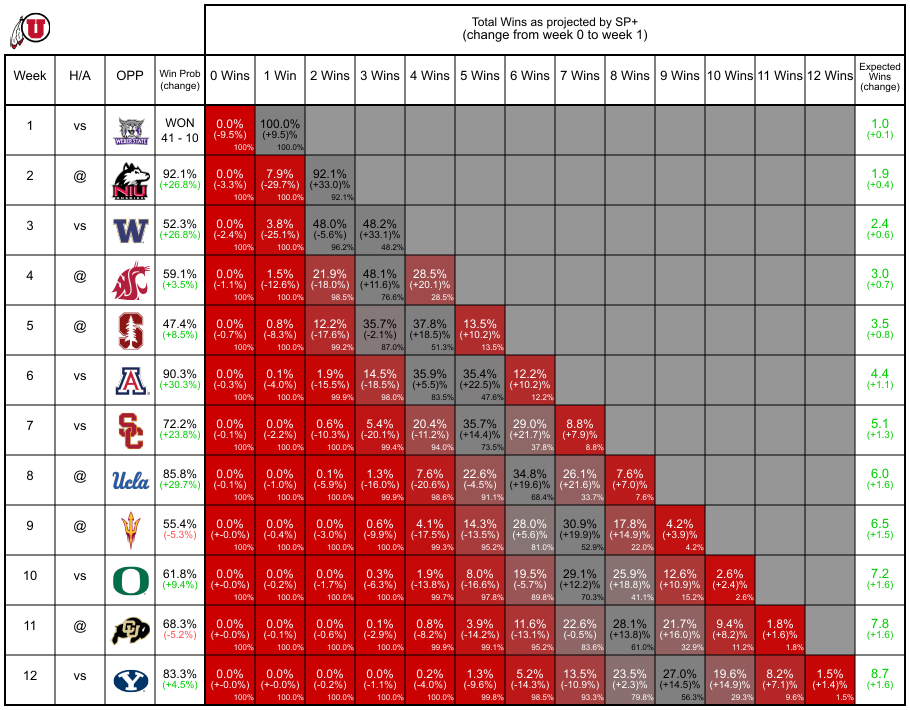 U
Total Wins as projected by SP+
(change from week 0 to week 1)
Week H/A OPP Win Prob (change) 0 Wins 1 Win 2 Wins 3 Wins 4 Wins 5 Wins 6 Wins 7 Wins 8 Wins 9 Wins 10 Wins 11 Wins 12 Wins Expected Wins (change)
1 vs WEBER STATE WON 0.0% 100.0% 1.0
41 - 10 (-9.5%) (+9.5)% (+0.1)
100% 100.0%
2 @ NIU 92.1% 0.0% 7.9% 92.1% 1.9
(+26.8%) (-3.3%) (-29.7%) (+33.0)% (+0.4)
100% 100.0% 92.1%
3 vs W 52.3% 0.0% 3.8% 48.0% 48.2% 2.4
(+26.8%) (-2.4%) (-25.1%) (-5.6%) (+33.1)% (+0.6)
100% 100.0% 96.2% 48.2%
4 @ 59.1% 0.0% 1.5% 21.9% 48.1% 28.5% 3.0
(+3.5%) (-1.1%) (-12.6%) (-18.0%) (+11.6)% (+20.1)% (+0.7)
100% 100.0% 98.5% 76.6% 28.5%
5 @ S 47.4% 0.0% 0.8% 12.2% 35.7% 37.8% 13.5% 3.5
(+8.5%) (-0.7%) (-8.3%) (-17.6%) (-2.1%) (+18.5)% (+10.2)% (+0.8)
100% 100.0% 99.2% 87.0% 51.3% 13.5%
6 vs A 90.3% 0.0% 0.1% 1.9% 14.5% 35.9% 35.4% 12.2% 4.4
(+30.3%) (-0.3%) (-4.0%) (-15.5%) (-18.5%) (+5.5)% (+22.5)% (+10.2)% (+1.1)
100% 100.0% 99.9% 98.0% 83.5% 47.6% 12.2%
7 vs SC 72.2% 0.0% 0.0% 0.6% 5.4% 20.4% 35.7% 29.0% 8.8% 5.1
(+23.8%) (-0.1%) (-2.2%) (-10.3%) (-20.1%) (-11.2%) (+14.4)% (+21.7)% (+7.9)% (+1.3)
100% 100.0% 100.0% 99.4% 94.0% 73.5% 37.8% 8.8%
8 @ Ucla 85.8% 0.0% 0.0% 0.1% 1.3% 7.6% 22.6% 34.8% 26.1% 7.6% 6.0
(+29.7%) (-0.1%) (-1.0%) (-5.9%) (-16.0%) (-20.6%) (-4.5%) (+19.6)% (+21.6)% (+7.0)% (+1.6)
100% 100.0% 100.0% 99.9% 98.6% 91.1% 68.4% 33.7% 7.6%
9 @ 55.4% 0.0% 0.0% 0.0% 0.6% 4.1% 14.3% 28.0% 30.9% 17.8% 4.2% 6.5
(-5.3%) (+-0.0%) (-0.4%) (-3.0%) (-9.9%) (-17.5%) (-13.5%) (+5.6)% (+19.9)% (+14.9)% (+3.9)% (+1.5)
100% 100.0% 100.0% 100.0% 99.3% 95.2% 81.0% 52.9% 22.0% 4.2%
10 vs O 61.8% 0.0% 0.0% 0.0% 0.3% 1.9% 8.0% 19.5% 29.1% 25.9% 12.6% 2.6% 7.2
(+9.4%) (+-0.0%) (-0.2%) (-1.7%) (-6.3%) (-13.8%) (-16.6%) (-5.7%) (+12.2)% (+18.8)% (+10.9)% (+2.4)% (+1.6)
100% 100.0% 100.0% 100.0% 99.7% 97.8% 89.8% 70.3% 41.1% 15.2% 2.6%
11 @ CU 68.3% 0.0% 0.0% 0.0% 0.1% 0.8% 3.9% 11.6% 22.6% 28.1% 21.7% 9.4% 1.8% 7.8
(-5.2%) (+-0.0%) (-0.1%) (-0.6%) (-2.9%) (-8.2%) (-14.2%) (-13.1%) (-0.5%) (+13.8)% (+16.0)% (+8.2)% (+1.6)% (+1.6)
100% 100.0% 100.0% 100.0% 99.9% 99.1% 95.2% 83.6% 61.0% 32.9% 11.2% 1.8%
12 vs Y 83.3% 0.0% 0.0% 0.0% 0.0% 0.2% 1.3% 5.2% 13.5% 23.5% 27.0% 19.6% 8.2% 1.5% 8.7
(+4.5%) (+-0.0%) (+-0.0%) (-0.2%) (-1.1%) (-4.0%) (-9.6%) (-14.3%) (-10.9%) (+2.3)% (+14.5)% (+14.9)% (+7.1)% (+1.4)% (+1.6)
100% 100.0% 100.0% 100.0% 100.0% 99.8% 98.5% 93.3% 79.8% 56.3% 29.3% 9.6% 1.5%